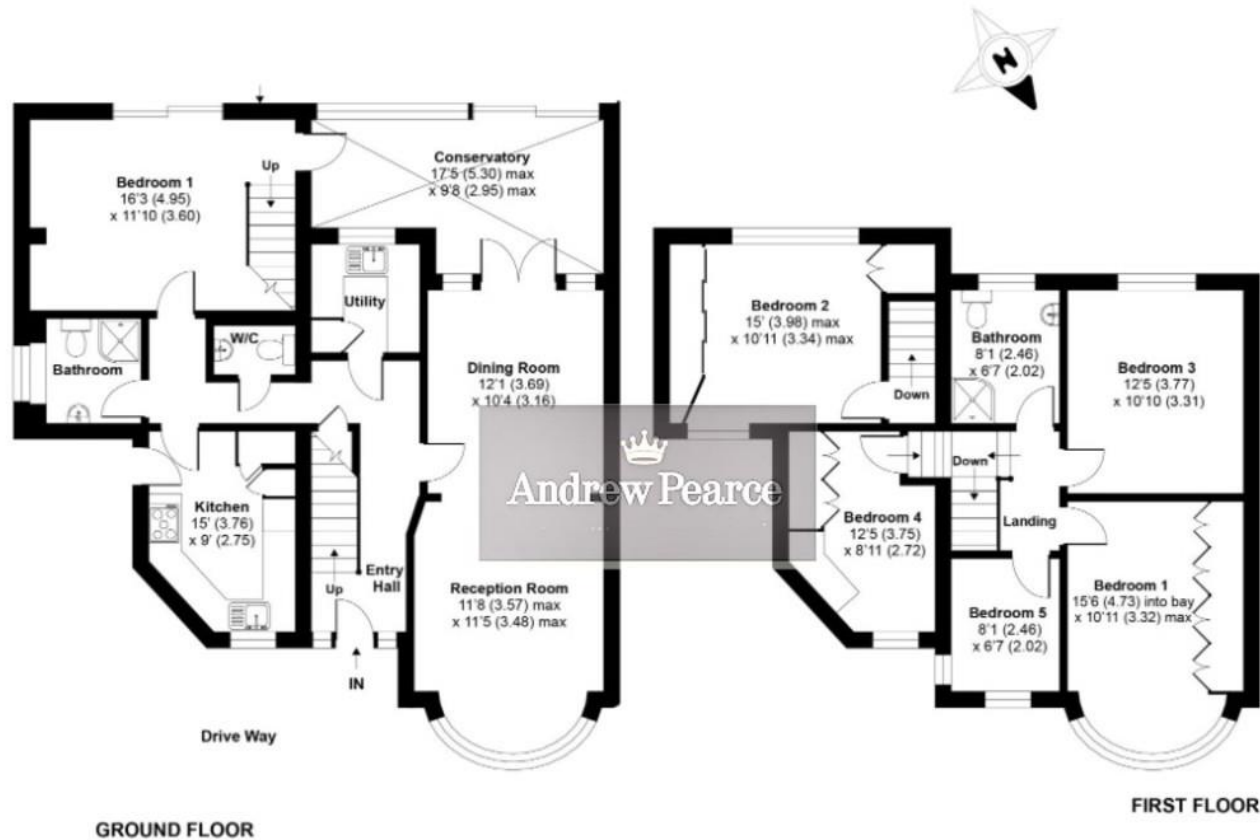 N
Up
Conservatory
17'5 (5.30) max
x 9'8 (2.95) max
Bedroom 1
16'3 (4.95)
x 11'10 (3.60)
Utility
W/C
Bathroom
Dining Room
12'1 (3.69)
x 10'4 (3.16)
Kitchen
15' (3.76)
x 9' (2.75)
Up
Entry
Hall
Reception Room
11'8 (3.57) max
x 11'5 (3.48) max
IN
Drive Way
GROUND FLOOR
Andrew Pearce
Bedroom 2
15' (3.98) max
x 10'11 (3.34) max
Down
Bathroom
8'1 (2.46)
x 6'7 (2.02)
Bedroom 3
12'5 (3.77)
x 10'10 (3.31)
Down
Landing
Bedroom 4
12'5 (3.75)
x 8'11 (2.72)
Bedroom 5
8'1 (2.46)
x 6'7 (2.02)
Bedroom 1
15'6 (4.73) into bay
x 10'11 (3.32) max
FIRST FLOOR